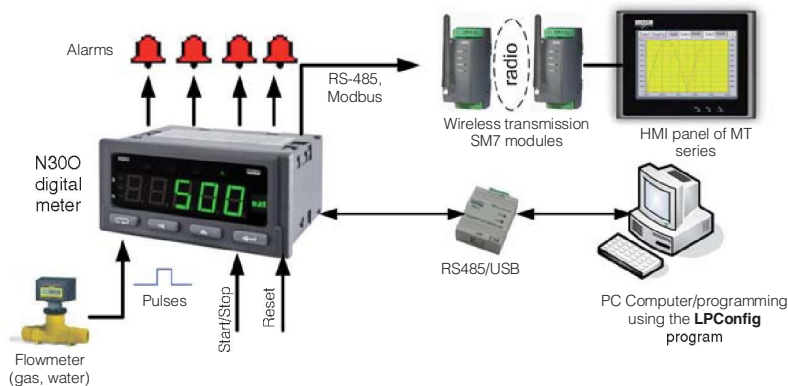 Alarms
RS-485,
Modbus
radio
Wireless transmission
SM7 modules
HMI panel of MT
series
N30O
digital
meter
500
RS485/USB
Pulses
Start/Stop
Reset
Flowmeter
(gas, water)
PC Computer/programming
using the LPConfig
program